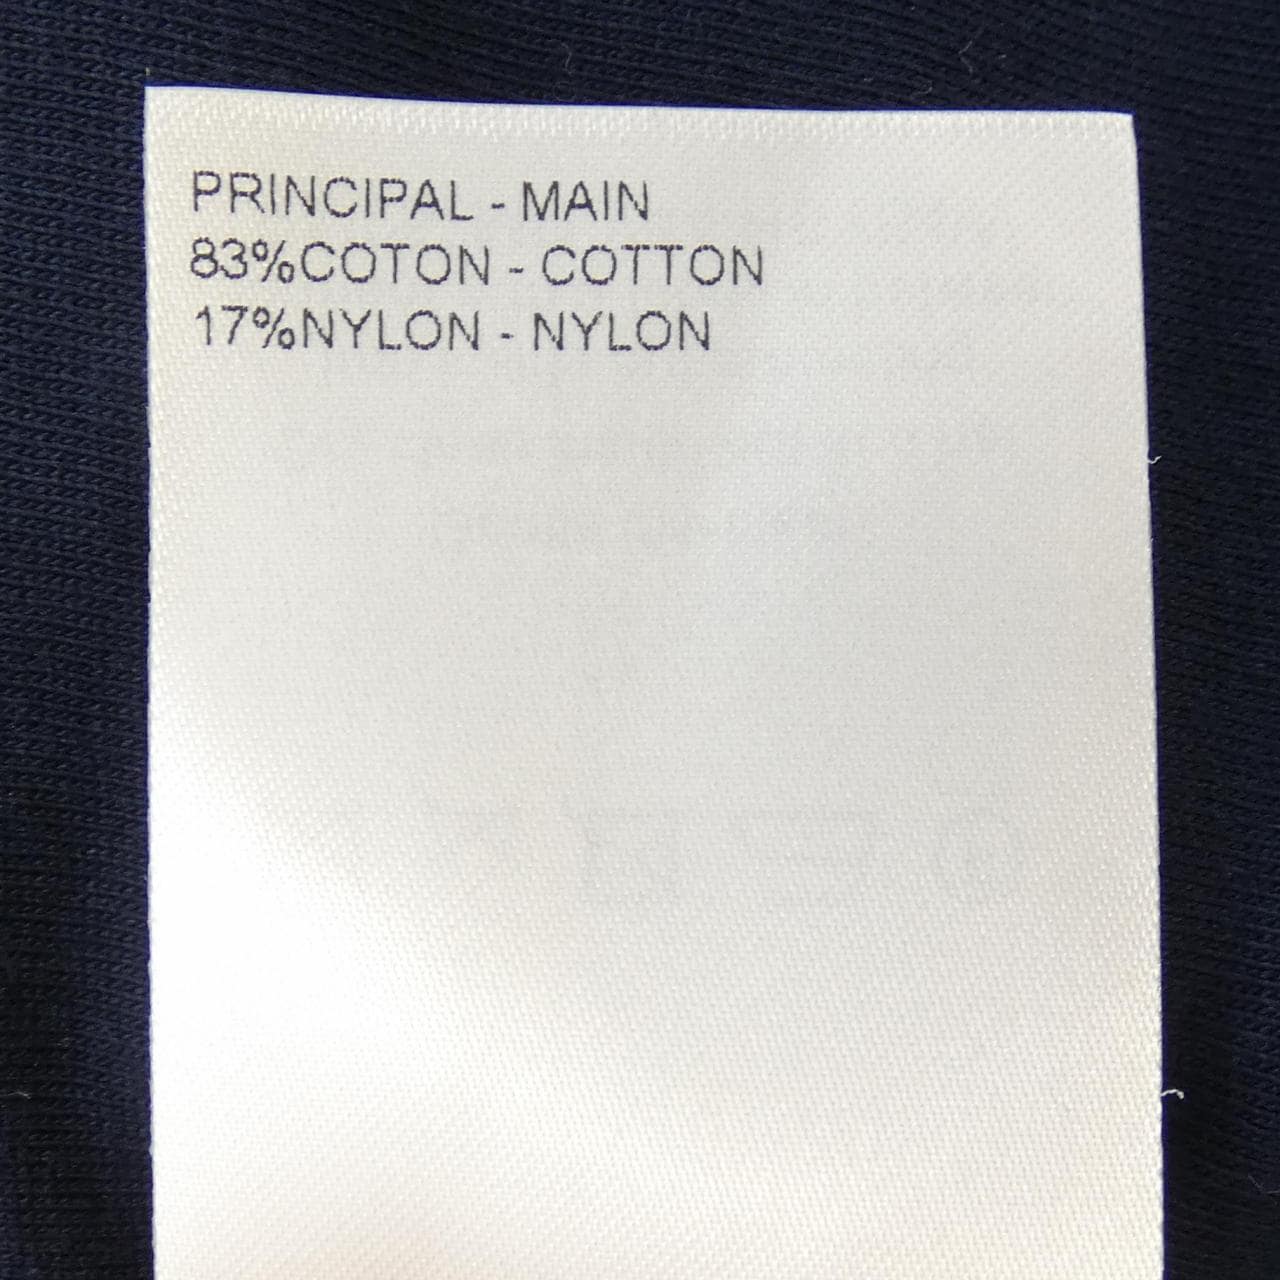 PRINCIPAL - MAIN
83%COTON - COTTON
17%NYLON - NYLON